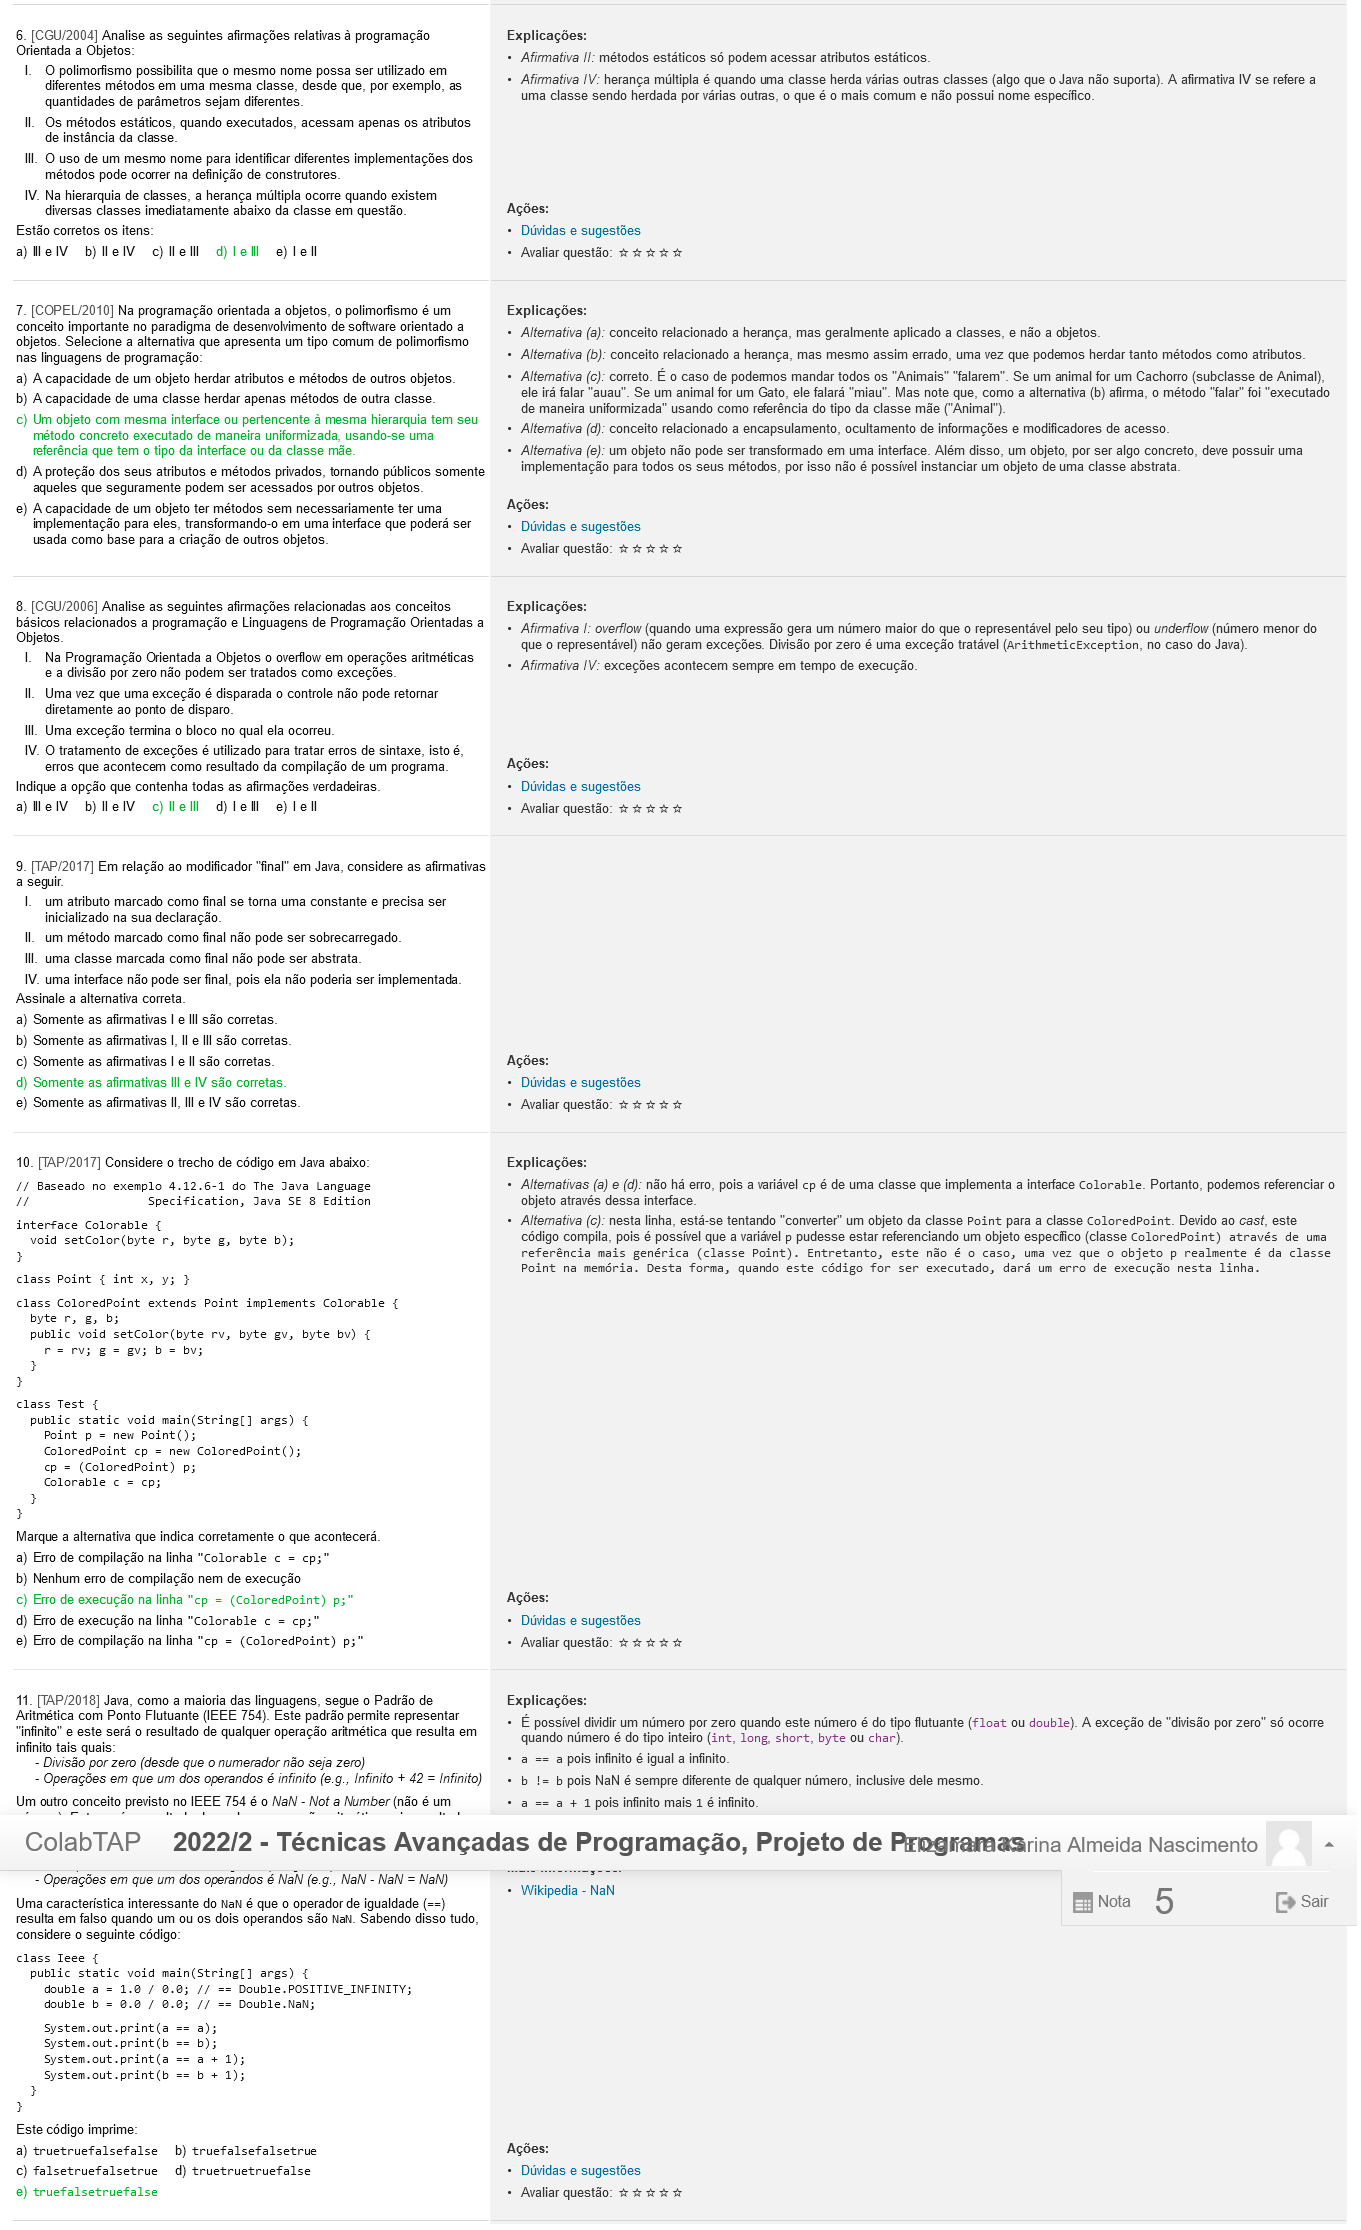 6. [CGU/2004] Analise as seguintes afirmações relativas à programação
Orientada a Objetos:
I. O polimorfismo possibilita que o mesmo nome possa ser utilizado em
diferentes métodos em uma mesma classe, desde que, por exemplo, as
quantidades de parâmetros sejam diferentes.
II. Os métodos estáticos, quando executados, acessam apenas os atributos
de instância da classe.
III. O uso de um mesmo nome para identificar diferentes implementações dos
métodos pode ocorrer na definição de construtores.
IV. Na hierarquia de classes, a herança múltipla ocorre quando existem
diversas classes imediatamente abaixo da classe em questão.
Estão corretos os itens:
a) III e IV b) II e IV c) II e III d) I e III e) I e II
Explicações:
• Afirmativa II: métodos estáticos só podem acessar atributos estáticos.
• Afirmativa IV: herança múltipla é quando uma classe herda várias outras classes (algo que o Java não suporta). A afirmativa IV se refere a
uma classe sendo herdada por várias outras, o que é o mais comum e não possui nome específico.
Ações:
• Dúvidas e sugestões
• Avaliar questão: ☆☆☆☆☆
7. [COPEL/2010] Na programação orientada a objetos, o polimorfismo é um
conceito importante no paradigma de desenvolvimento de software orientado a
objetos. Selecione a alternativa que apresenta um tipo comum de polimorfismo
nas linguagens de programação:
a) A capacidade de um objeto herdar atributos e métodos de outros objetos.
b) A capacidade de uma classe herdar apenas métodos de outra classe.
c) Um objeto com mesma interface ou pertencente à mesma hierarquia tem seu
método concreto executado de maneira uniformizada, usando-se uma
referência que tem o tipo da interface ou da classe mãe.
d) A proteção dos seus atributos e métodos privados, tornando públicos somente
aqueles que seguramente podem ser acessados por outros objetos.
e) A capacidade de um objeto ter métodos sem necessariamente ter uma
implementação para eles, transformando-o em uma interface que poderá ser
usada como base para a criação de outros objetos.
Explicações:
• Alternativa (a): conceito relacionado a herança, mas geralmente aplicado a classes, e não a objetos.
• Alternativa (b): conceito relacionado a herança, mas mesmo assim errado, uma vez que podemos herdar tanto métodos como atributos.
• Alternativa (c): correto. É o caso de podermos mandar todos os "Animais" "falarem". Se um animal for um Cachorro (subclasse de Animal),
ele irá falar "auau". Se um animal for um Gato, ele falará "miau". Mas note que, como a alternativa (b) afirma, o método "falar" foi "executado
de maneira uniformizada" usando como referência do tipo da classe mãe ("Animal").
• Alternativa (d): conceito relacionado a encapsulamento, ocultamento de informações e modificadores de acesso.
• Alternativa (e): um objeto não pode ser transformado em uma interface. Além disso, um objeto, por ser algo concreto, deve possuir uma
implementação para todos os seus métodos, por isso não é possível instanciar um objeto de uma classe abstrata.
Ações:
• Dúvidas e sugestões
• Avaliar questão: ☆☆☆☆☆
8. [CGU/2006] Analise as seguintes afirmações relacionadas aos conceitos
básicos relacionados a programação e Linguagens de Programação Orientadas a
Objetos.
I. Na Programação Orientada a Objetos o overflow em operações aritméticas
e a divisão por zero não podem ser tratados como exceções.
II. Uma vez que uma exceção é disparada o controle não pode retornar
diretamente ao ponto de disparo.
III. Uma exceção termina o bloco no qual ela ocorreu.
IV. O tratamento de exceções é utilizado para tratar erros de sintaxe, isto é,
erros que acontecem como resultado da compilação de um programa.
Indique a opção que contenha todas as afirmações verdadeiras.
a) III e IV b) II e IV c) II e III d) I e III e) I e II
Explicações:
• Afirmativa I: overflow (quando uma expressão gera um número maior do que o representável pelo seu tipo) ou underflow (número menor do
que o representável) não geram exceções. Divisão por zero é uma exceção tratável (ArithmeticException, no caso do Java).
• Afirmativa IV: exceções acontecem sempre em tempo de execução.
Ações:
• Dúvidas e sugestões
• Avaliar questão: ☆☆☆☆☆
9. [TAP/2017] Em relação ao modificador "final" em Java, considere as afirmativas
a seguir.
I. um atributo marcado como final se torna uma constante e precisa ser
inicializado na sua declaração.
II. um método marcado como final não pode ser sobrecarregado.
III. uma classe marcada como final não pode ser abstrata.
IV. uma interface não pode ser final, pois ela não poderia ser implementada.
Assinale a alternativa correta.
a) Somente as afirmativas I e III são corretas.
b) Somente as afirmativas I, II e III são corretas.
c) Somente as afirmativas I e II são corretas.
d) Somente as afirmativas III e IV são corretas.
e) Somente as afirmativas II, III e IV são corretas.
Ações:
• Dúvidas e sugestões
• Avaliar questão: ☆☆☆☆☆
10. [TAP/2017] Considere o trecho de código em Java abaixo:
// Baseado no exemplo 4.12.6-1 do The Java Language
// Specification, Java SE 8 Edition
interface Colorable {
void setColor(byte r, byte g, byte b);
}
class Point { int x, y; }
class ColoredPoint extends Point implements Colorable {
byte r, g, b;
public void setColor(byte rv, byte gv, byte bv) {
r = rv; g = gv; b = bv;
}
}
class Test {
public static void main(String[] args) {
Point p = new Point();
ColoredPoint cp = new ColoredPoint();
cp = (ColoredPoint) p;
Colorable c = cp;
}
}
Marque a alternativa que indica corretamente o que acontecerá.
a) Erro de compilação na linha "Colorable c = cp;"
b) Nenhum erro de compilação nem de execução
c) Erro de execução na linha "cp = (ColoredPoint) p;"
d) Erro de execução na linha "Colorable c = cp;"
e) Erro de compilação na linha "cp = (ColoredPoint) p;"
Explicações:
• Alternativas (a) e (d): não há erro, pois a variável cp é de uma classe que implementa a interface Colorable. Portanto, podemos referenciar o
objeto através dessa interface.
• Alternativa (c): nesta linha, está-se tentando "converter" um objeto da classe Point para a classe ColoredPoint. Devido ao cast, este
código compila, pois é possível que a variável p pudesse estar referenciando um objeto específico (classe ColoredPoint) através de uma
referência mais genérica (classe Point). Entretanto, este não é o caso, uma vez que o objeto p realmente é da classe
Point na memória. Desta forma, quando este código for ser executado, dará um erro de execução nesta linha.
Ações:
• Dúvidas e sugestões
• Avaliar questão: ☆☆☆☆☆
11. [TAP/2018] Java, como a maioria das linguagens, segue o Padrão de
Aritmética com Ponto Flutuante (IEEE 754). Este padrão permite representar
"infinito" e este será o resultado de qualquer operação aritmética que resulta em
infinito tais quais:
- Divisão por zero (desde que o numerador não seja zero)
- Operações em que um dos operandos é infinito (e.g., Infinito + 42 = Infinito)
Um outro conceito previsto no IEEE 754 é o NaN - Not a Number (não é um
Explicações:
• É possível dividir um número por zero quando este número é do tipo flutuante (float ou double). A exceção de "divisão por zero" só ocorre
quando número é do tipo inteiro (int, long, short, byte ou char).
• a == a pois infinito é igual a infinito.
• b != b pois NaN é sempre diferente de qualquer número, inclusive dele mesmo.
• a == a + 1 pois infinito mais 1 é infinito.
ColabTAP 2022/2 - Técnicas Avançadas de Programação, Projeto de Programas
Elizamara Karina Almeida Nascimento
Nota 5 Sair
- Operações em que um dos operandos é NaN (e.g., NaN - NaN = NaN)
• Wikipedia - NaN
Uma característica interessante do NaN é que o operador de igualdade (==)
resulta em falso quando um ou os dois operandos são NaN. Sabendo disso tudo,
considere o seguinte código:
class Ieee {
public static void main(String[] args) {
double a = 1.0 / 0.0; // == Double.POSITIVE_INFINITY;
double b = 0.0 / 0.0; // == Double.NaN;
System.out.print(a == a);
System.out.print(b == b);
System.out.print(a == a + 1);
System.out.print(b == b + 1);
}
}
Este código imprime:
a) truetruefalsefalse b) truefalsefalsetrue
c) falsetruefalsetrue d) truetruetruefalse
e) truefalsetruefalse
Ações:
• Dúvidas e sugestões
• Avaliar questão: ☆☆☆☆☆